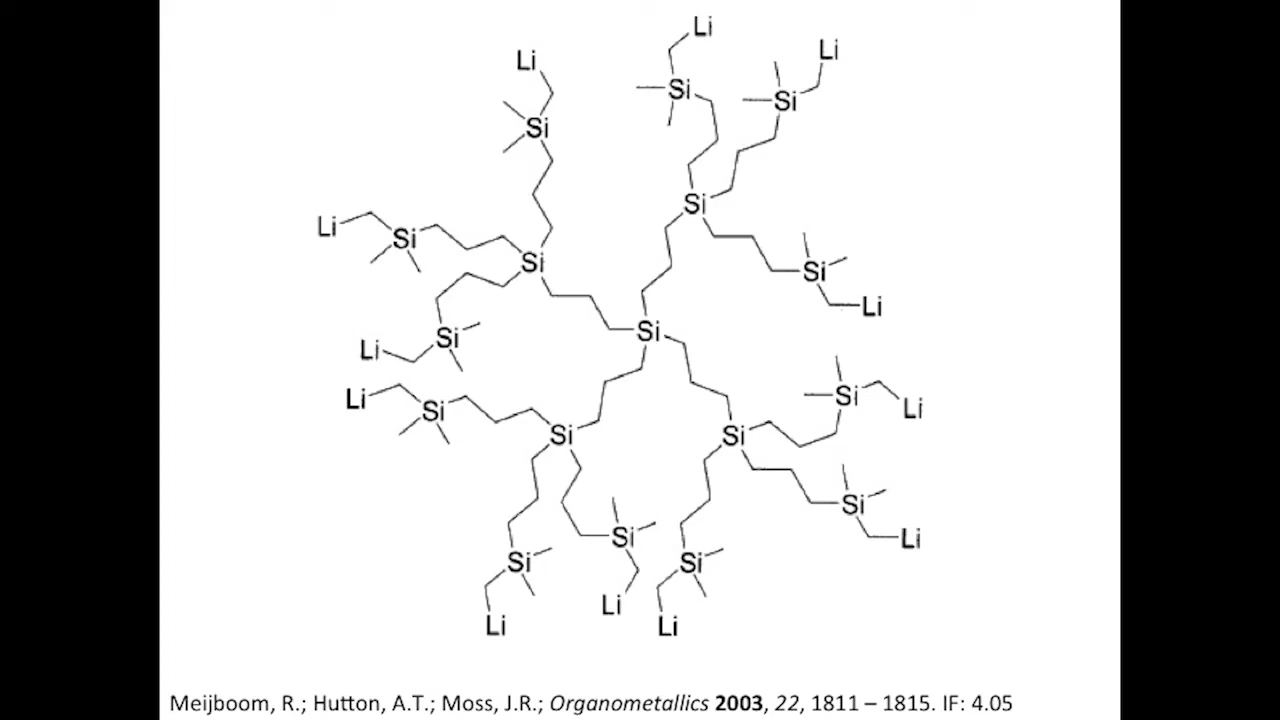 Li
Li
Li
Si
Si
Si
Si
Li
Si
Si
Si
Li
Si
Si
Li
Li
Si
Si
Li
Si
Si
Si
Si
Li
Si
Si
Li
Li
Li
Li
Meijboom, R.; Hutton, A.T.; Moss, J.R.; Organometallics 2003, 22, 1811 – 1815. IF: 4.05